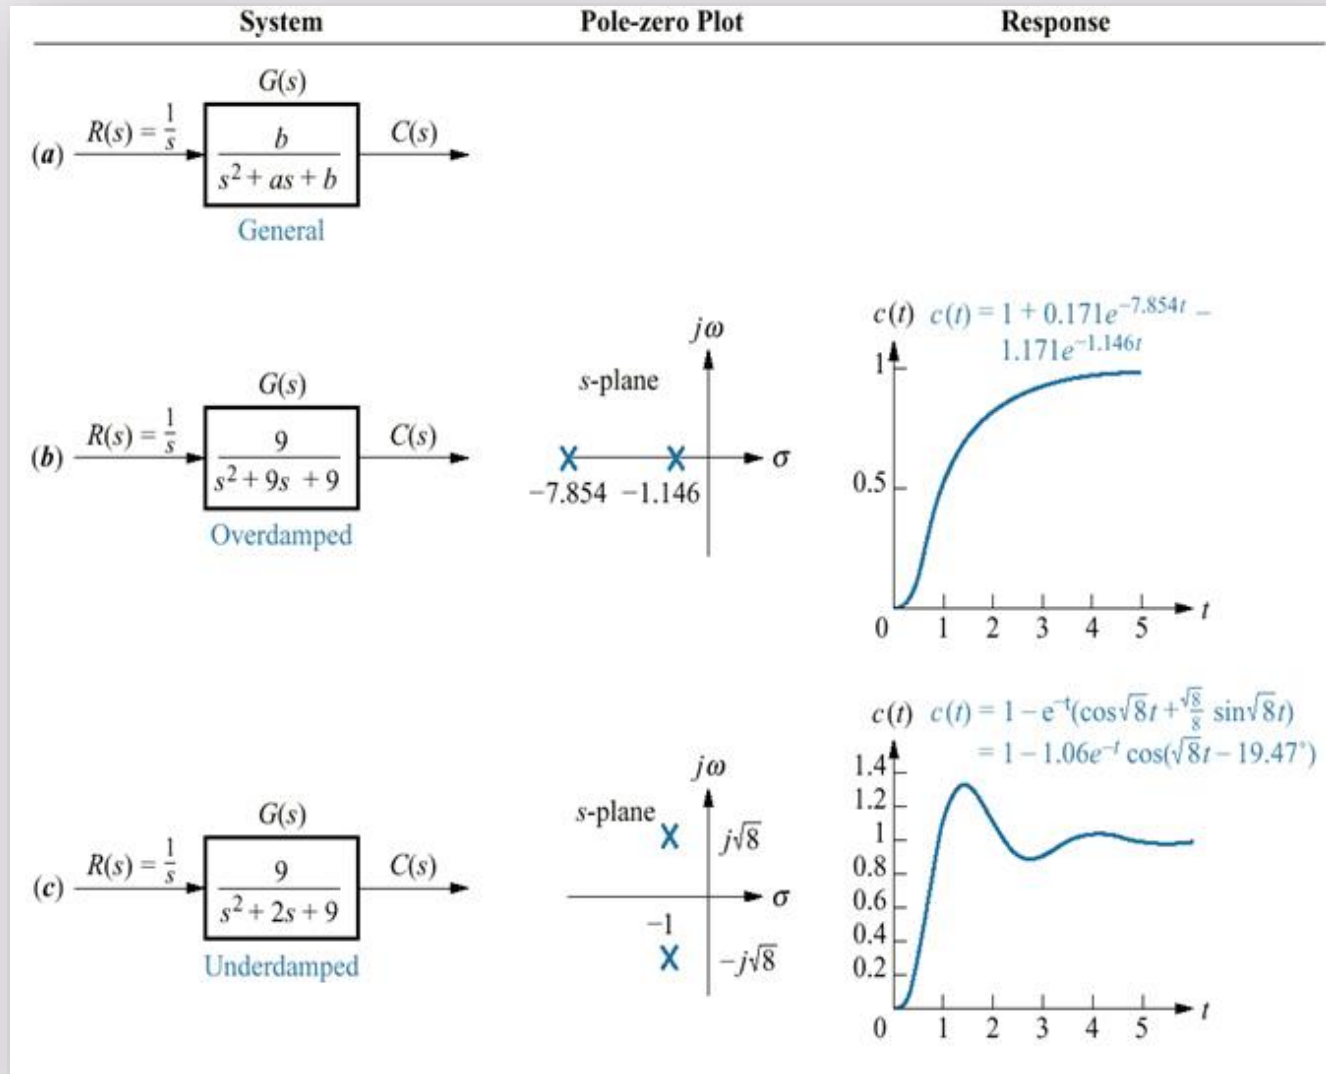 System Pole-zero Plot Response
G(s)
(a) R(s) = 1/s b/(s² + as + b) C(s)
General
c(t) c(t) = 1 + 0.171e^{−7.854t} −
1.171e^{−1.146t}
jω
1
s-plane
G(s)
(b) R(s) = 1/s 9/(s² + 9s + 9) C(s)
σ
−7.854 −1.146
0.5
Overdamped
t
0 1 2 3 4 5
c(t) c(t) = 1 − e^{−t}(cos√8t + √8/8 sin√8t)
= 1 − 1.06e^{−t} cos(√8t − 19.47°)
jω
1.4
1.2
s-plane
G(s)
j√8
1
0.8
(c) R(s) = 1/s 9/(s² + 2s + 9) C(s)
σ
0.6
−1
0.4
−j√8
0.2
Underdamped
t
0 1 2 3 4 5